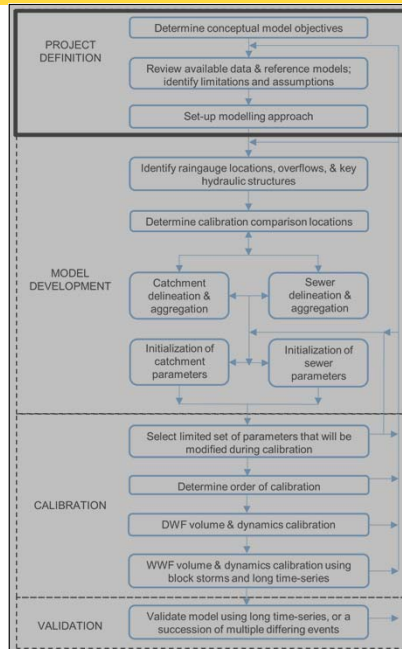 PROJECT
DEFINITION
Determine conceptual model objectives
Review available data & reference models;
identify limitations and assumptions
Set-up modelling approach
MODEL
DEVELOPMENT
Identify raingauge locations, overflows, & key
hydraulic structures
Determine calibration comparison locations
Catchment
delineation &
aggregation
Sewer
delineation &
aggregation
Initialization of
catchment
parameters
Initialization of
sewer
parameters
CALIBRATION
Select limited set of parameters that will be
modified during calibration
Determine order of calibration
DWF volume & dynamics calibration
WWF volume & dynamics calibration using
block storms and long time-series
VALIDATION
Validate model using long time-series, or a
succession of multiple differing events